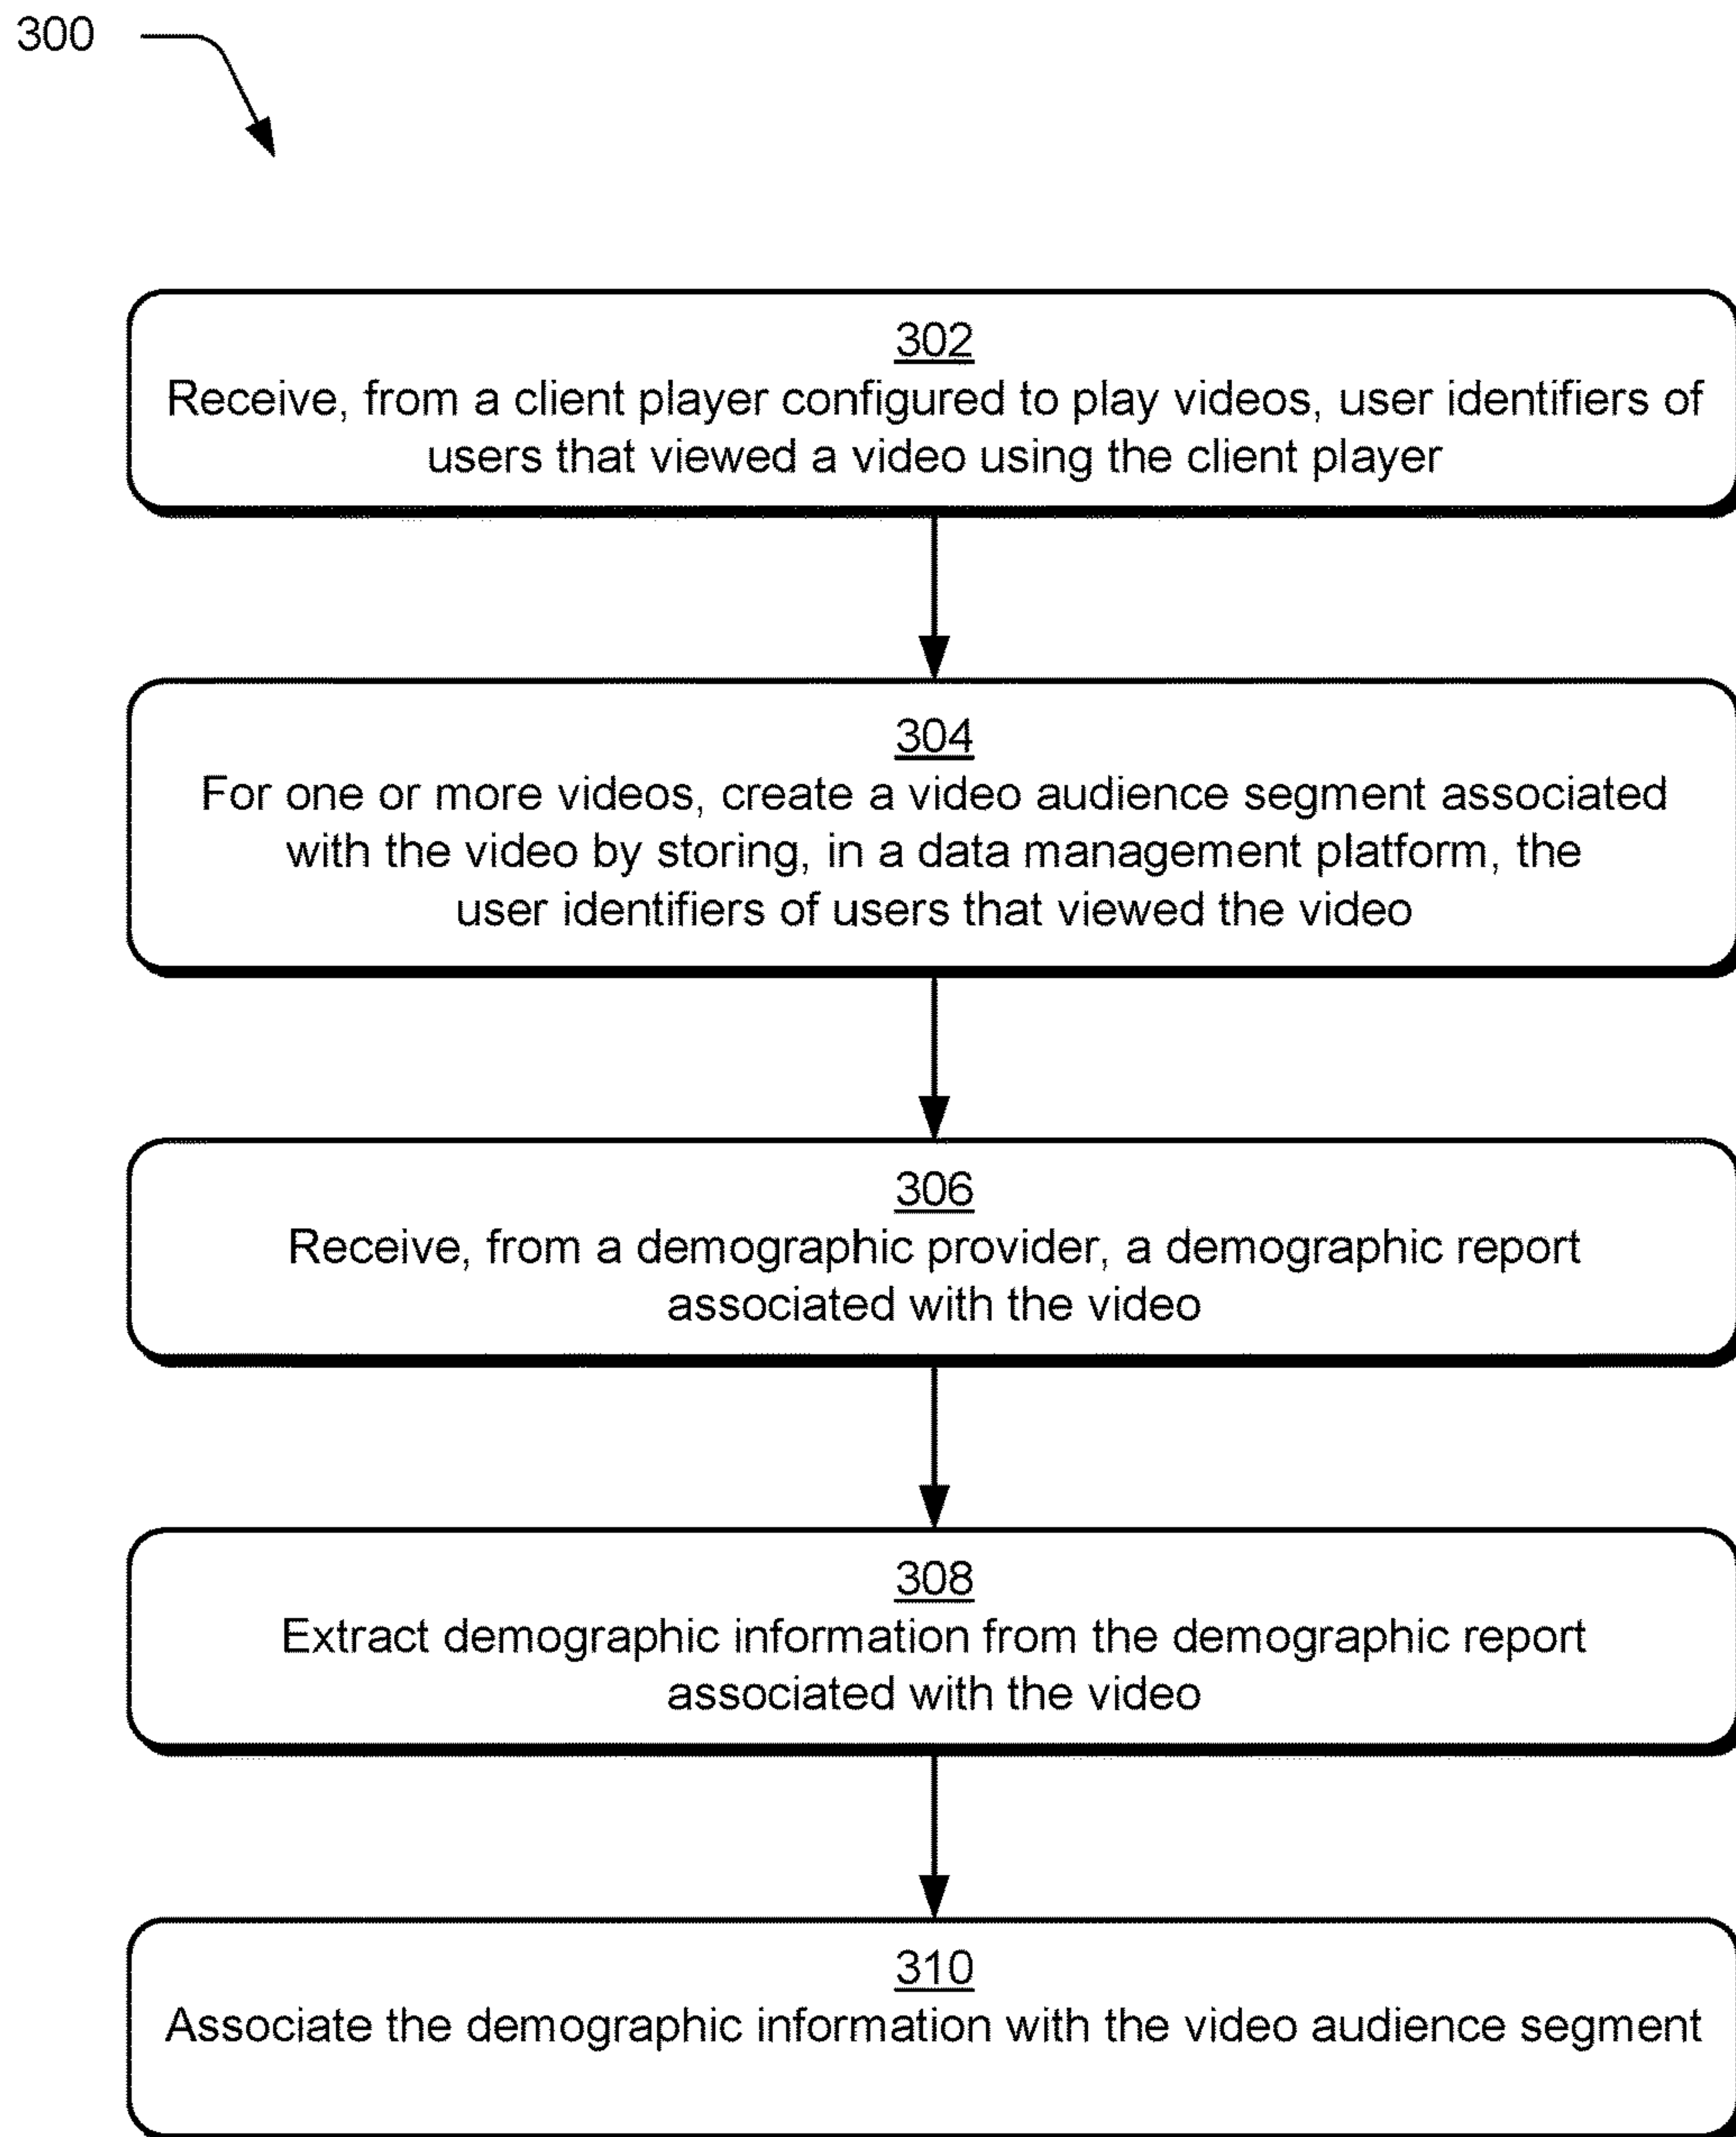 300
302
Receive, from a client player configured to play videos, user identifiers of
users that viewed a video using the client player
304
For one or more videos, create a video audience segment associated
with the video by storing, in a data management platform, the
user identifiers of users that viewed the video
306
Receive, from a demographic provider, a demographic report
associated with the video
308
Extract demographic information from the demographic report
associated with the video
310
Associate the demographic information with the video audience segment